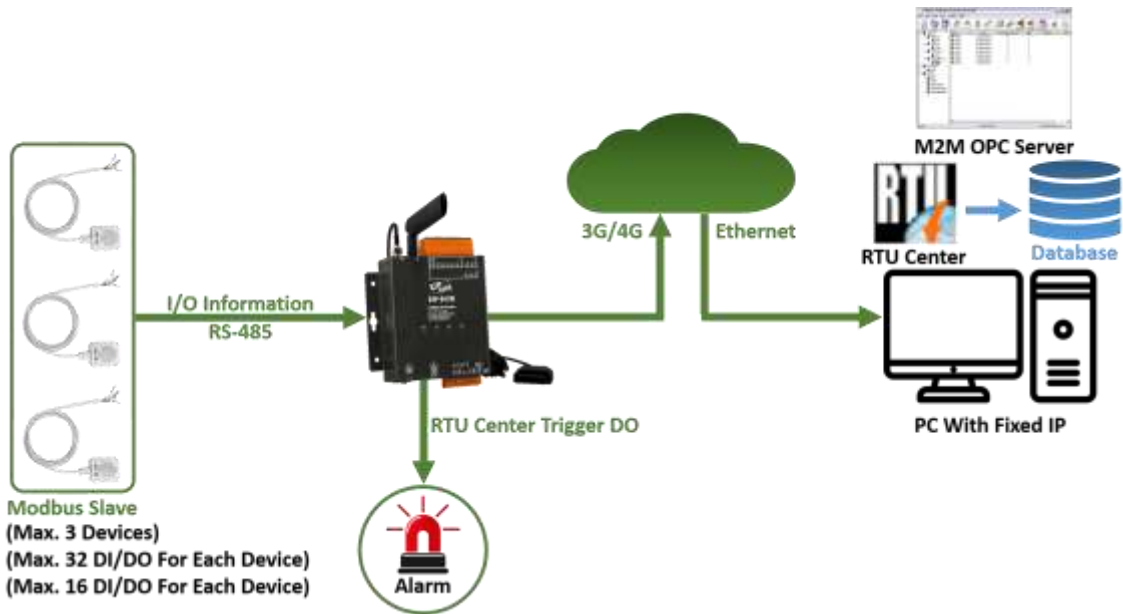 M2M OPC Server
RTU
RTU Center
Database
3G/4G
Ethernet
I/O Information
RS-485
RTU Center Trigger DO
PC With Fixed IP
Modbus Slave
(Max. 3 Devices)
(Max. 32 DI/DO For Each Device)
(Max. 16 DI/DO For Each Device)
Alarm